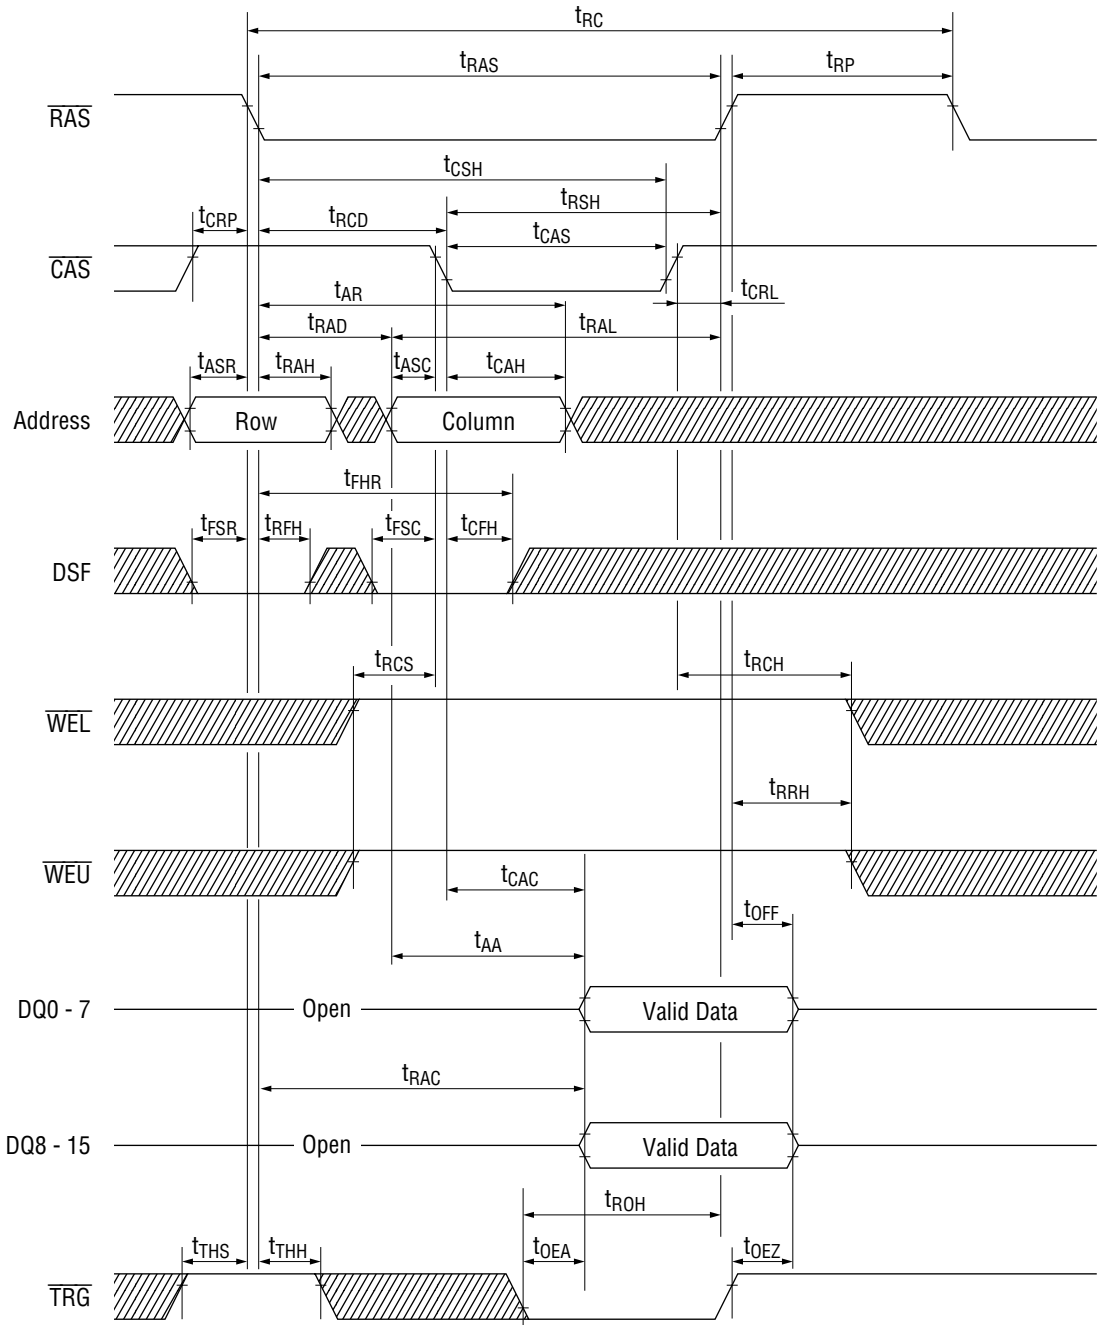 tRC
tRAS tRP
RAS
tCSH
tRSH
tCRP tRCD
tCAS
CAS
tAR tCRL
tRAD tRAL
tASR tRAH tASC tCAH
Address Row Column
tFHR
tFSR tRFH tFSC tCFH
DSF
tRCS tRCH
WEL
tRRH
WEU
tCAC
tOFF
tAA
DQ0 - 7 Open Valid Data
tRAC
DQ8 - 15 Open Valid Data
tROH
tTHS tTHH tOEA tOEZ
TRG